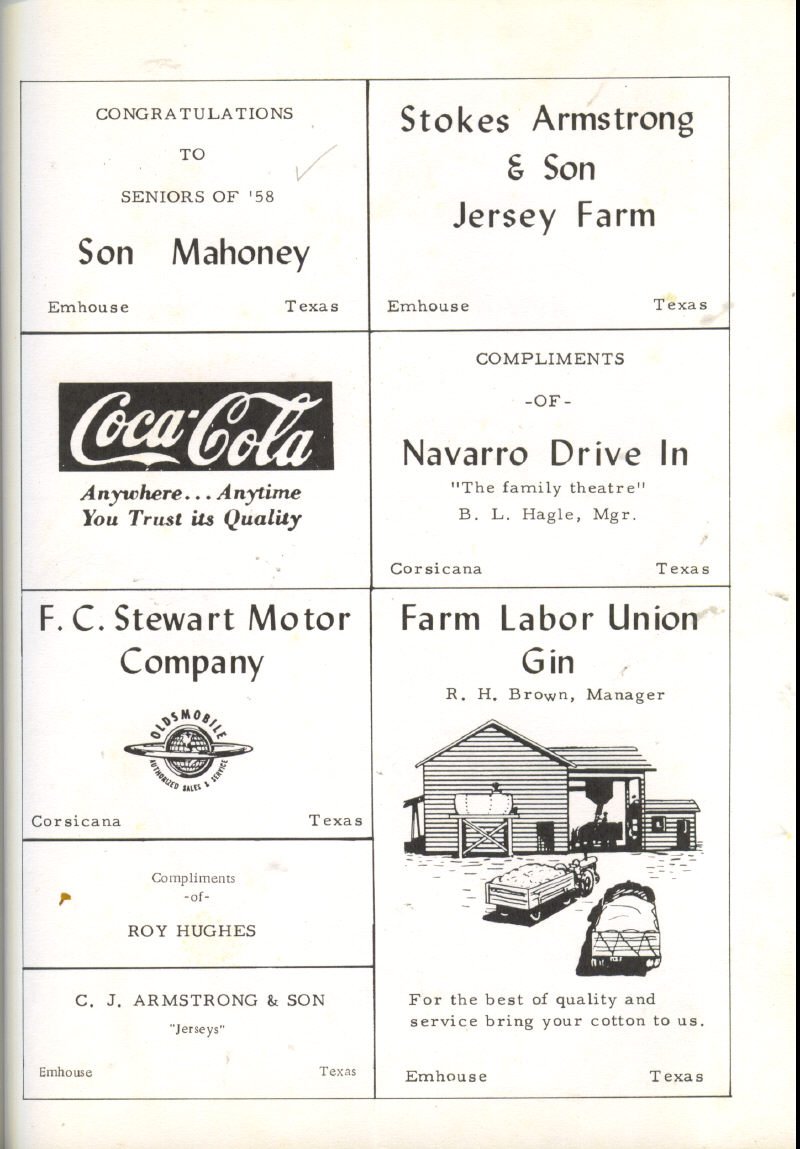 CONGRATULATIONS
TO
SENIORS OF '58
Son Mahoney
Emhouse Texas
Stokes Armstrong
& Son
Jersey Farm
Emhouse Texas
Coca-Cola
Anywhere... Anytime
You Trust its Quality
COMPLIMENTS
-OF-
Navarro Drive In
"The family theatre"
B. L. Hagle, Mgr.
Corsicana Texas
F. C. Stewart Motor
Company
OLDSMOBILE
AUTHORIZED SALES & SERVICE
Corsicana Texas
Compliments
-of-
ROY HUGHES
C. J. ARMSTRONG & SON
"Jerseys"
Emhouse Texas
Farm Labor Union
Gin
R. H. Brown, Manager
For the best of quality and
service bring your cotton to us.
Emhouse Texas